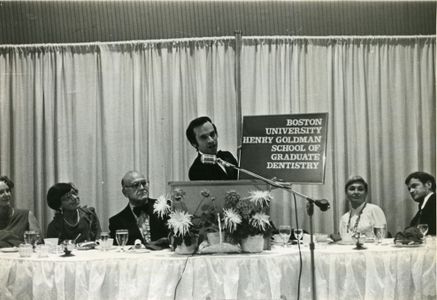 BOSTON
UNIVERSITY
HENRY GOLDMAN
SCHOOL OF
GRADUATE
DENTISTRY